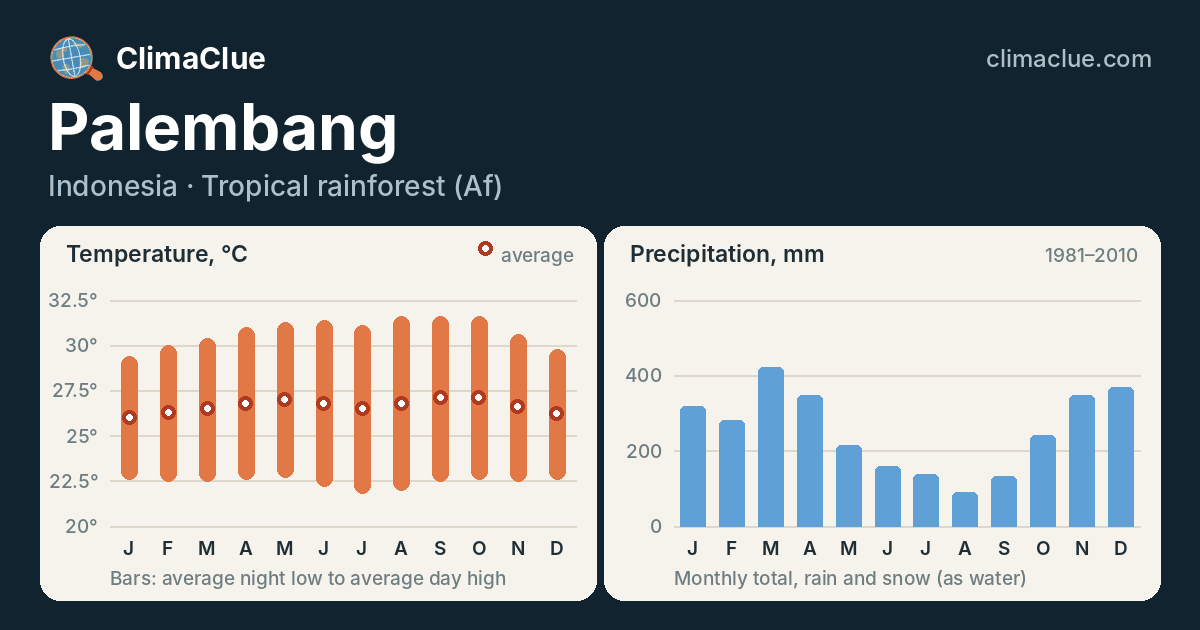 ClimaClue
climaclue.com
Palembang
Indonesia · Tropical rainforest (Af)
Temperature, °C
average
32.5°
30°
27.5°
25°
22.5°
20°
J F M A M J J A S O N D
Bars: average night low to average day high
Precipitation, mm
1981–2010
600
400
200
0
J F M A M J J A S O N D
Monthly total, rain and snow (as water)